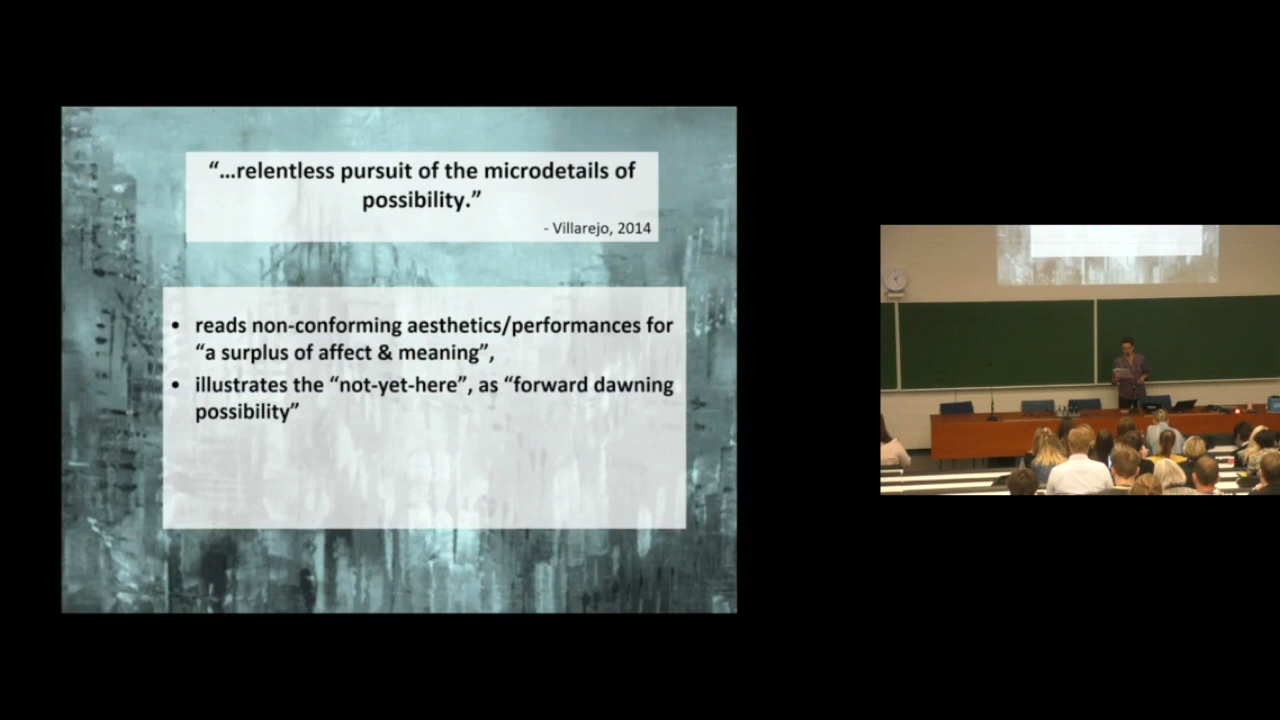 “...relentless pursuit of the microdetails of
possibility.”
- Villarejo, 2014
• reads non-conforming aesthetics/performances for
“a surplus of affect & meaning”,
• illustrates the “not-yet-here”, as “forward dawning
possibility”